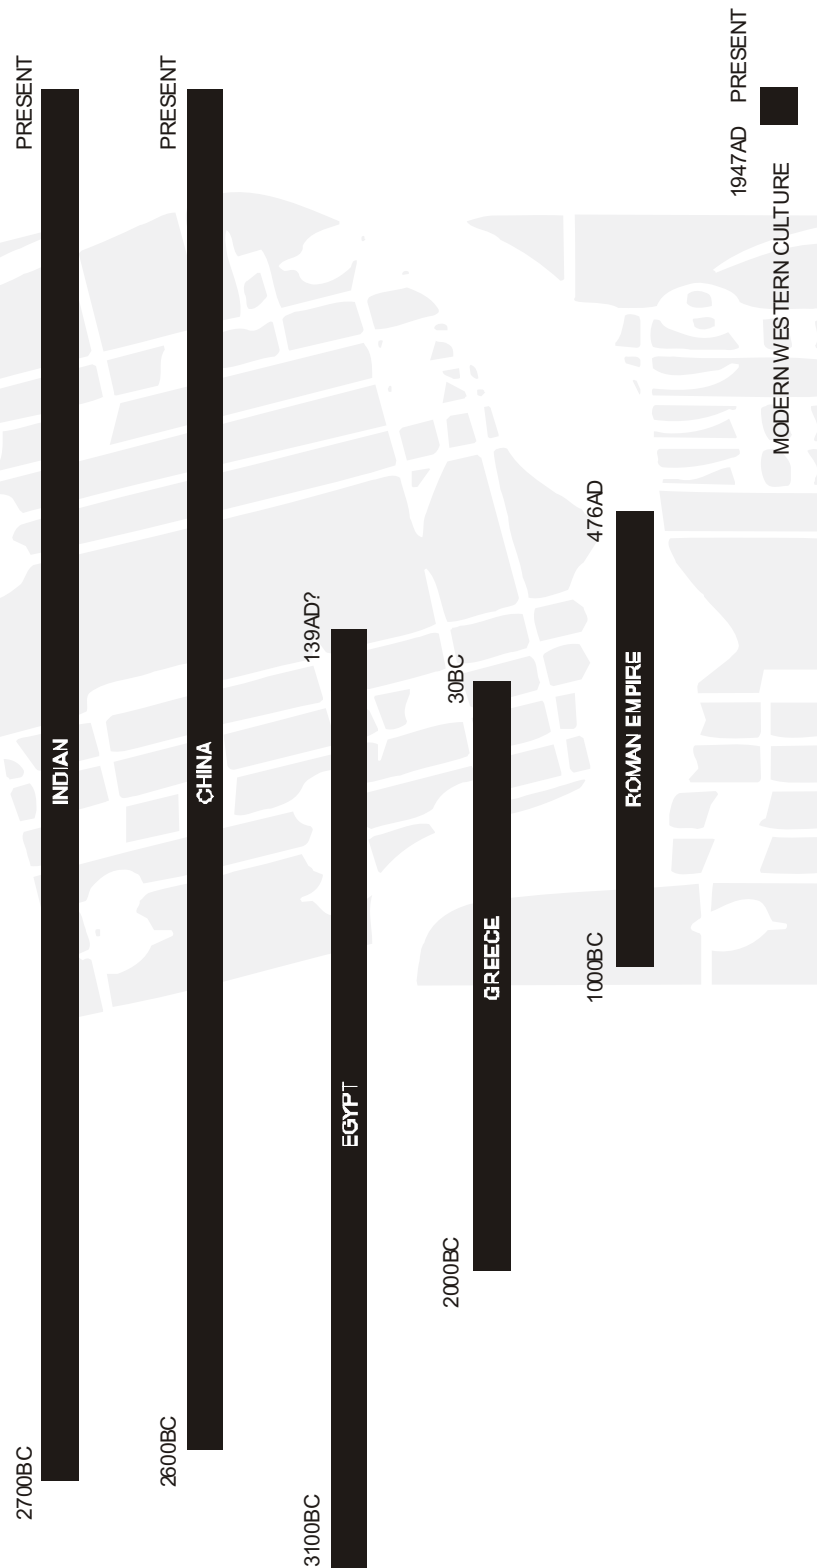 2700BC
INDIAN
PRESENT
2600BC
CHINA
PRESENT
3100BC
EGYPT
139AD?
2000BC
GREECE
30BC
1000BC
ROMAN EMPIRE
476AD
1947AD
PRESENT
MODERN WESTERN CULTURE